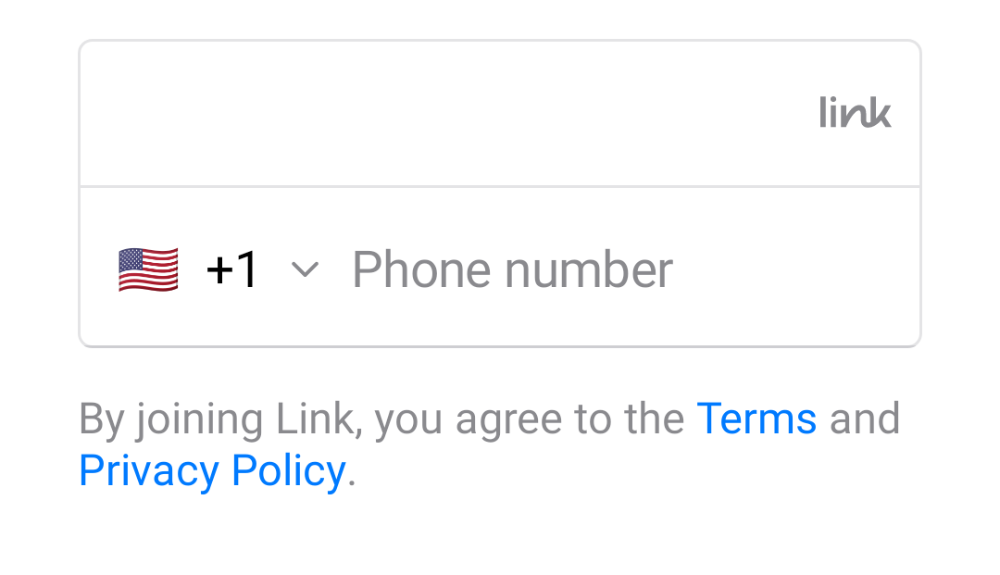 link
🇺🇸 +1 Phone number
By joining Link, you agree to the Terms and
Privacy Policy.